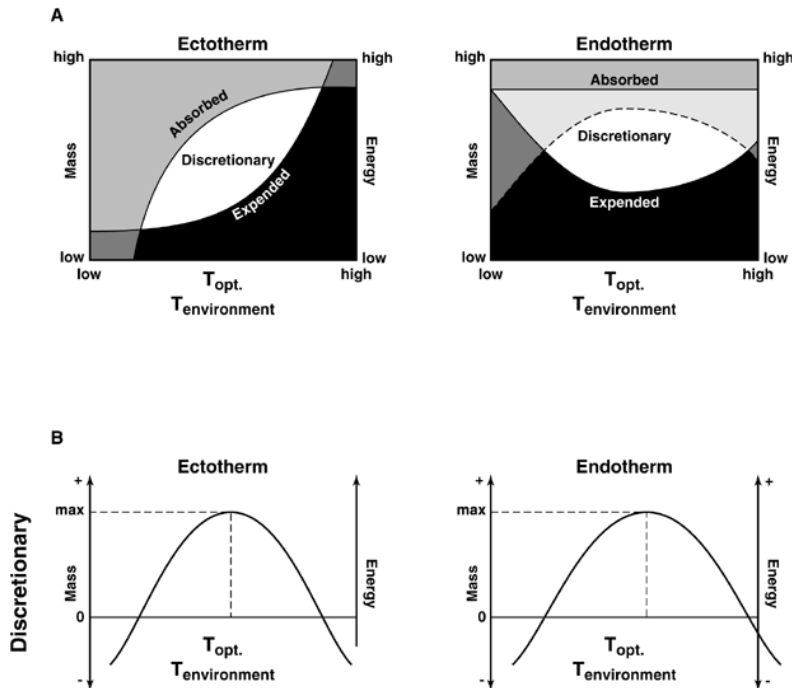 A
Ectotherm
Endotherm
high
high
high
high
Absorbed
Absorbed
Mass
Discretionary
Energy
Mass
Discretionary
Energy
Expended
Expended
low
low
low
low
low
high
low
high
Topt.
Topt.
Tenvironment
Tenvironment
B
Ectotherm
Endotherm
+
+
+
max
max
Discretionary
Mass
Energy
Mass
Energy
0
0
Topt.
Topt.
Tenvironment
Tenvironment
-
-
-